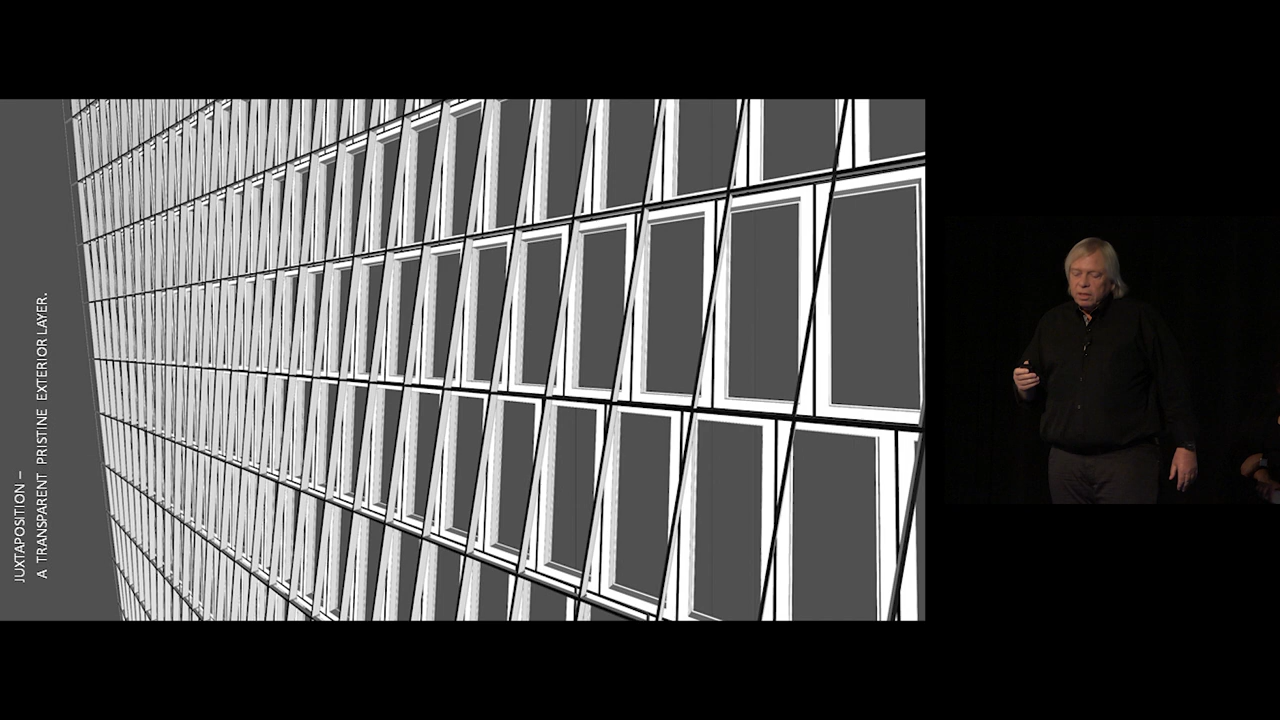 JUXTAPOSITION –
A TRANSPARENT PRISTINE EXTERIOR LAYER.